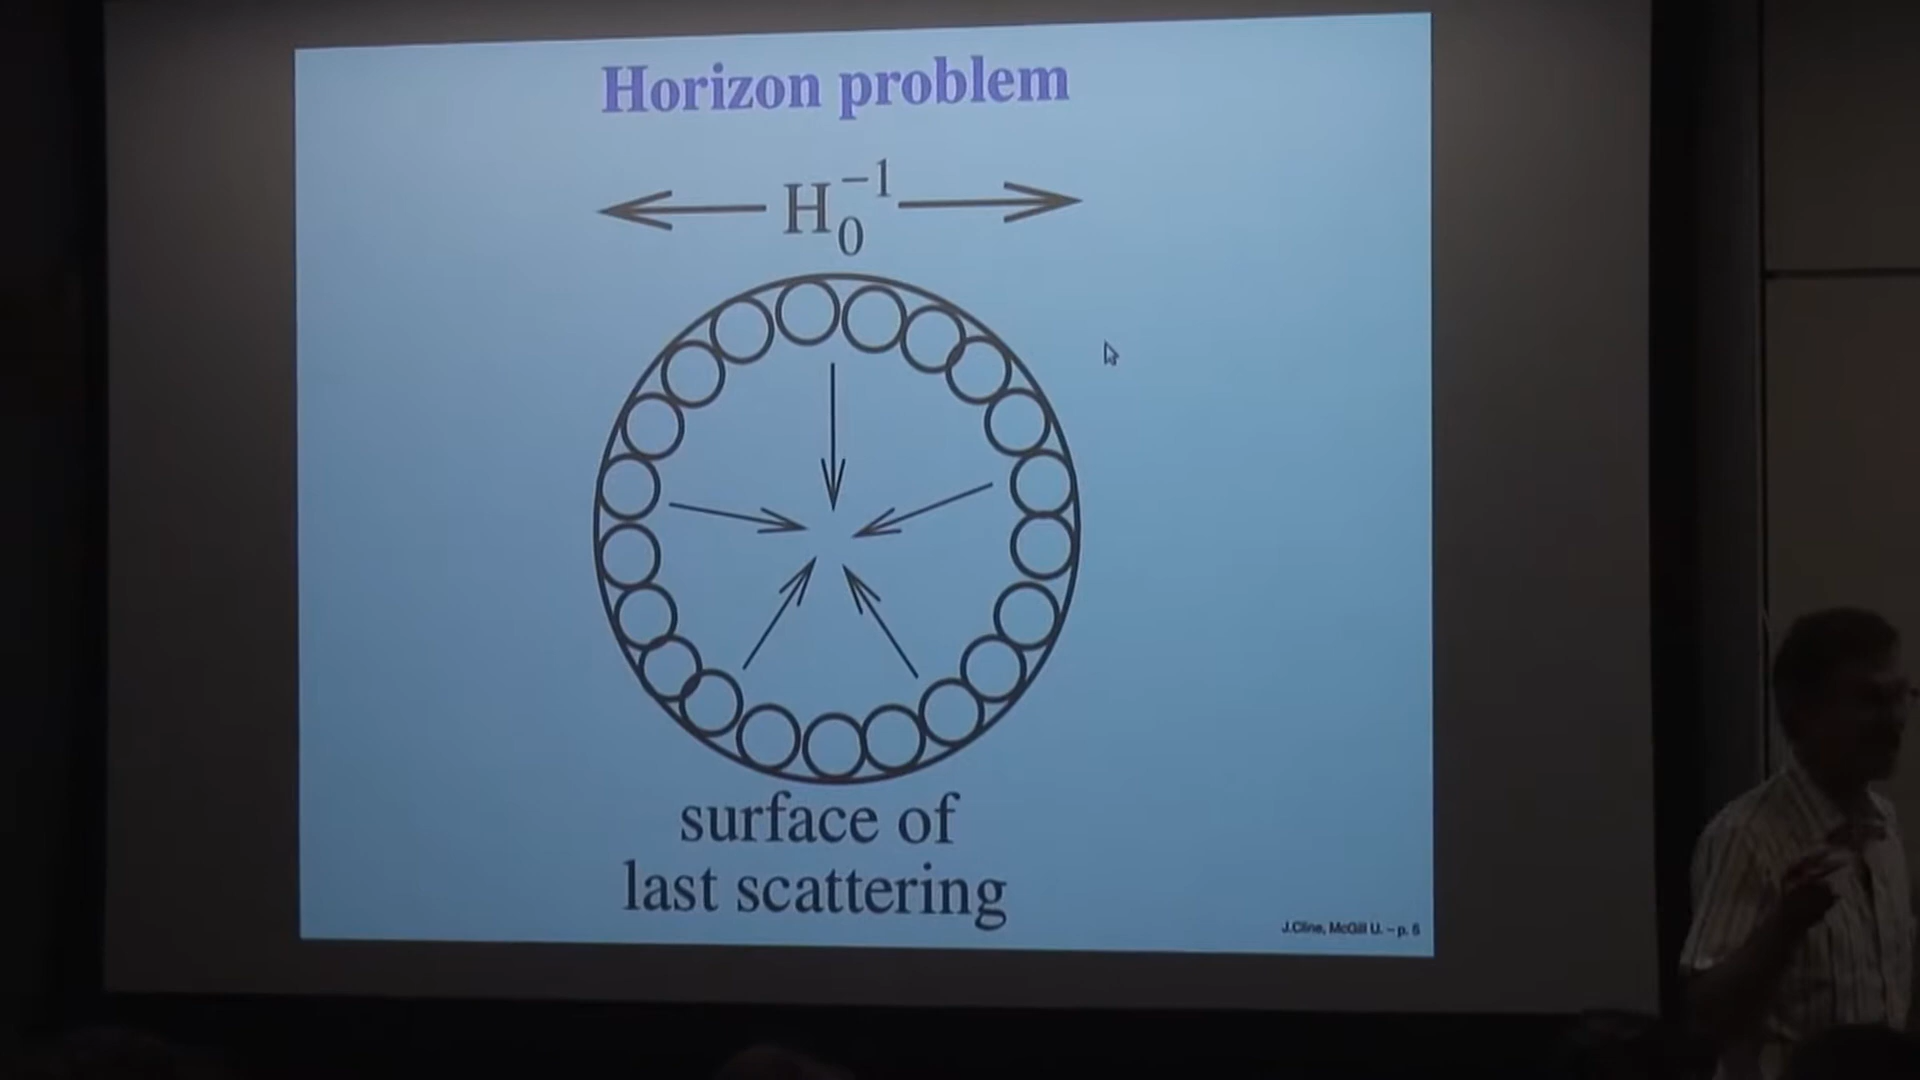 Horizon problem
H₀⁻¹
surface of
last scattering
J.Cline, McGill U. – p. 6